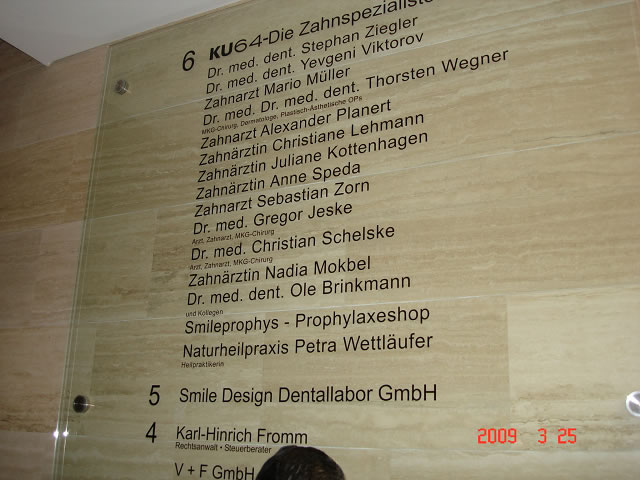 6 KU64-Die Zahnspezialisten
Dr. med. dent. Stephan Ziegler
Dr. med. dent. Yevgeni Viktorov
Zahnarzt Mario Müller
Dr. med. Dr. med. dent. Thorsten Wegner
MKG-Chirurg, Dermatologe, Plastisch-Ästhetische OPs
Zahnarzt Alexander Planert
Zahnärztin Christiane Lehmann
Zahnärztin Juliane Kottenhagen
Zahnärztin Anne Speda
Zahnarzt Sebastian Zorn
Dr. med. Gregor Jeske
Arzt, Zahnarzt, MKG-Chirurg
Dr. med. Christian Schelske
Arzt, Zahnarzt, MKG-Chirurg
Zahnärztin Nadia Mokbel
Dr. med. dent. Ole Brinkmann
und Kollegen
Smileprophys - Prophylaxeshop
Naturheilpraxis Petra Wettläufer
Heilpraktikerin
5 Smile Design Dentallabor GmbH
4 Karl-Hinrich Fromm
Rechtsanwalt • Steuerberater
V + F GmbH
2009 3 25